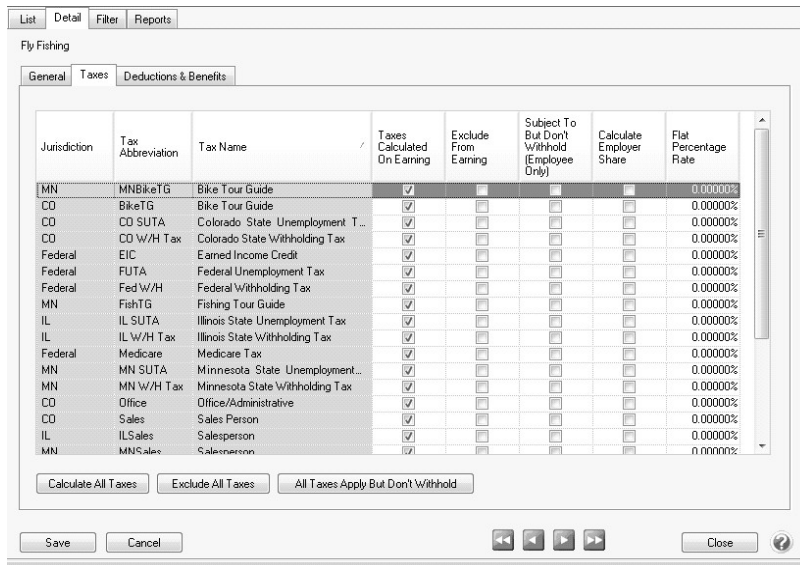 List Detail Filter Reports
Fly Fishing
General Taxes Deductions & Benefits
Jurisdiction Tax Abbreviation Tax Name Taxes Calculated On Earning Exclude From Earning Subject To But Don't Withhold (Employee Only) Calculate Employer Share Flat Percentage Rate
MN MNBikeTG Bike Tour Guide 0.00000%
CO BikeTG Bike Tour Guide 0.00000%
CO CO SUTA Colorado State Unemployment T... 0.00000%
CO CO W/H Tax Colorado State Withholding Tax 0.00000%
Federal EIC Earned Income Credit 0.00000%
Federal FUTA Federal Unemployment Tax 0.00000%
Federal Fed W/H Federal Withholding Tax 0.00000%
MN FishTG Fishing Tour Guide 0.00000%
IL IL SUTA Illinois State Unemployment Tax 0.00000%
IL IL W/H Tax Illinois State Withholding Tax 0.00000%
Federal Medicare Medicare Tax 0.00000%
MN MN SUTA Minnesota State Unemployment... 0.00000%
MN MN W/H Tax Minnesota State Withholding Tax 0.00000%
CO Office Office/Administrative 0.00000%
CO Sales Sales Person 0.00000%
IL ILSales Salesperson 0.00000%
MN MNSales Salesperson 0.00000%
Calculate All Taxes Exclude All Taxes All Taxes Apply But Don't Withhold
Save Cancel Close ?